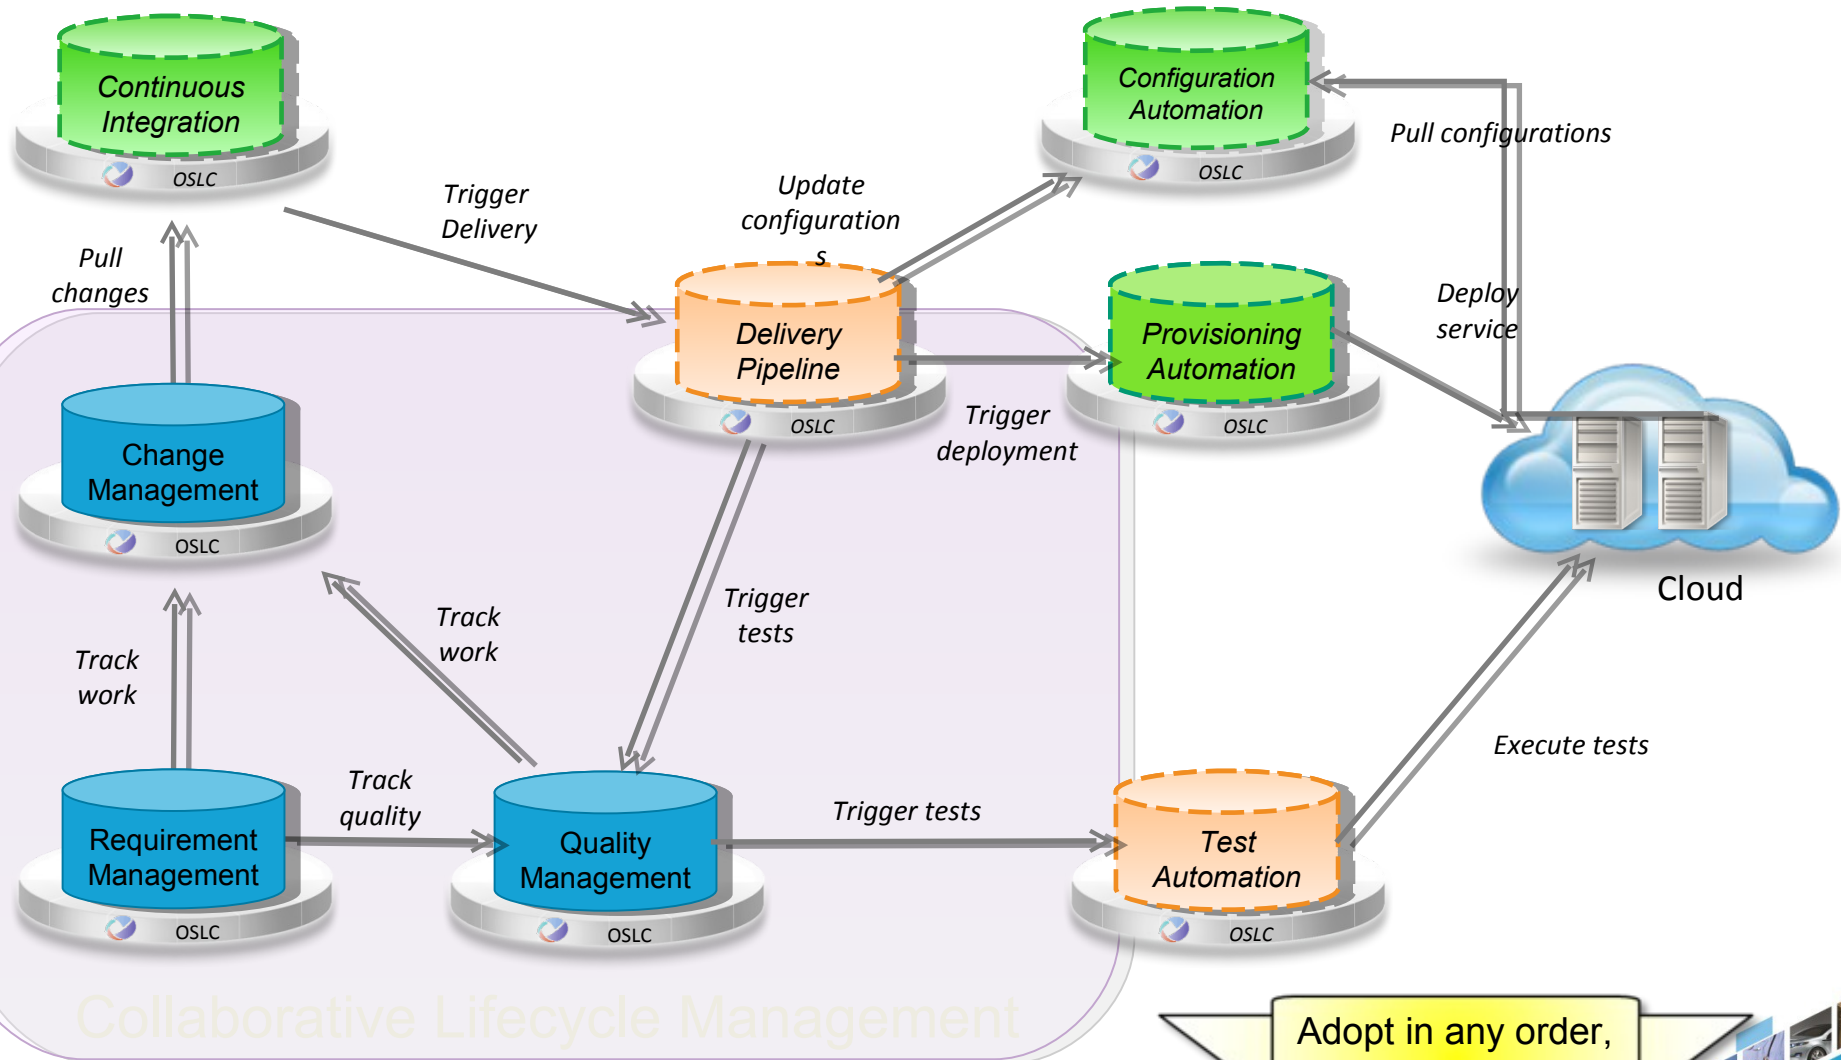 Continuous
Integration
OSLC
Configuration
Automation
OSLC
Pull configurations
Trigger
Delivery
Update
configuration
s
Pull
changes
Delivery
Pipeline
OSLC
Provisioning
Automation
OSLC
Deploy
service
Trigger
deployment
Change
Management
OSLC
Cloud
Trigger
tests
Track
work
Track
work
Execute tests
Track
quality
Trigger tests
Requirement
Management
OSLC
Quality
Management
OSLC
Test
Automation
OSLC
Collaborative Lifecycle Management
Adopt in any order,